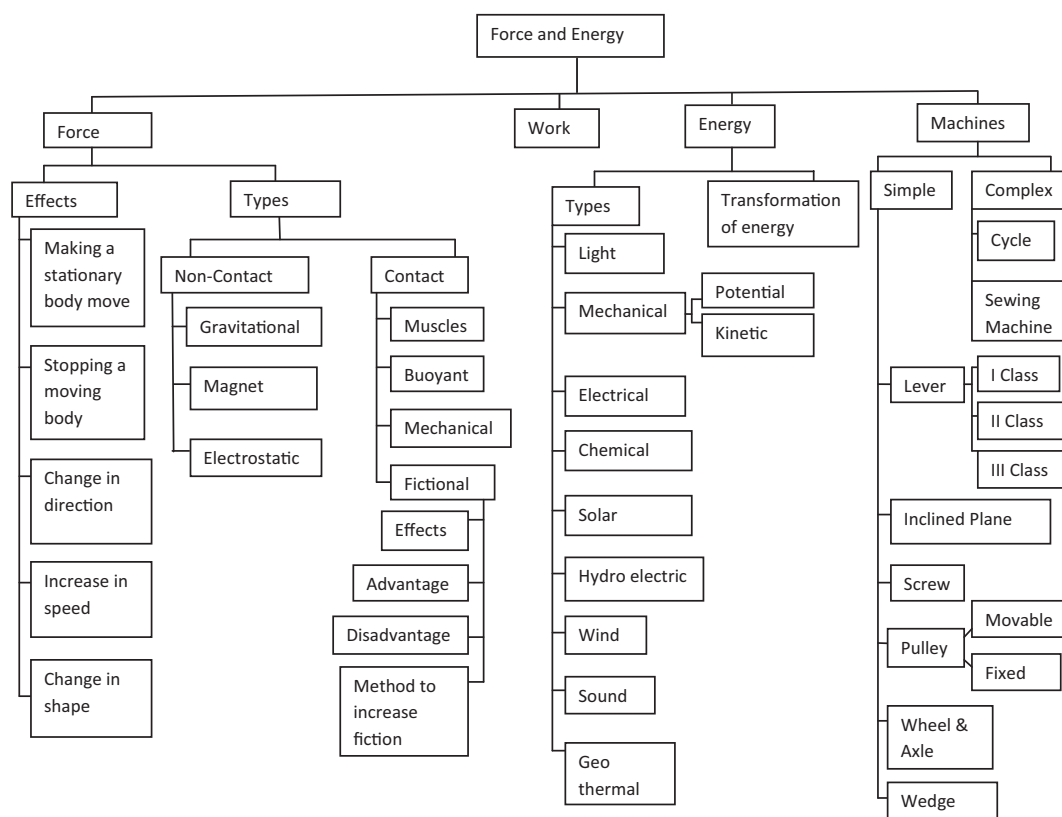 Force and Energy
Force
Work
Energy
Machines
Effects
Types
Types
Transformation
of energy
Simple
Complex
Making a
stationary
body move
Non-Contact
Contact
Light
Cycle
Gravitational
Muscles
Mechanical
Potential
Kinetic
Sewing
Machine
Stopping a
moving
body
Magnet
Buoyant
Electrical
Lever
I Class
II Class
III Class
Electrostatic
Mechanical
Chemical
Change in
direction
Fictional
Solar
Inclined Plane
Effects
Increase in
speed
Advantage
Hydro electric
Screw
Disadvantage
Wind
Pulley
Movable
Fixed
Change in
shape
Method to
increase
fiction
Sound
Wheel &
Axle
Geo
thermal
Wedge